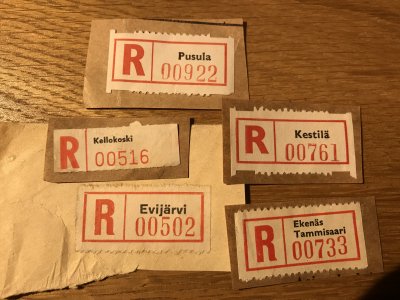 R
Pusula
00922
R
Kellokoski
00516
R
Kestilä
00761
R
Evijärvi
00502
R
Ekenäs
Tammisaari
00733